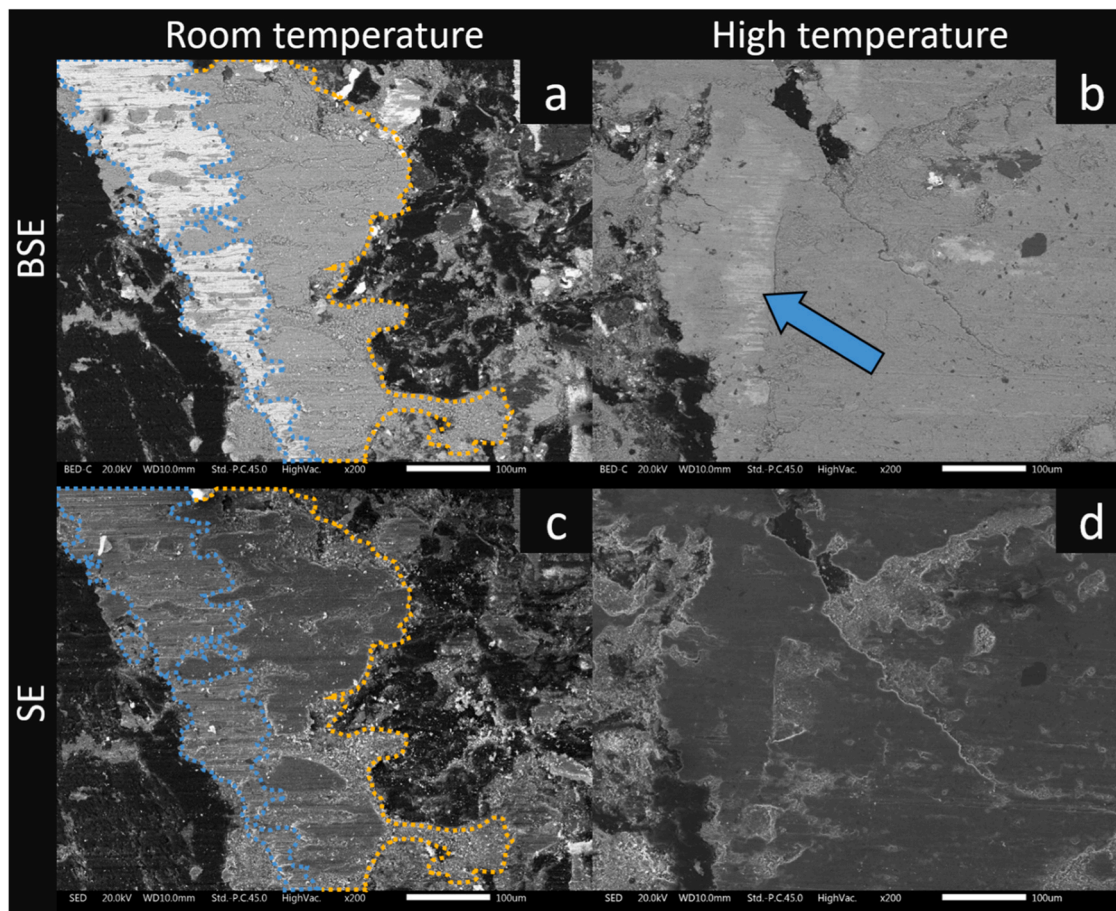 Room temperature
High temperature
BSE
a
b
BED-C 20.0kV WD10.0mm Std.-P.C.45.0 HighVac. x200 100um
BED-C 20.0kV WD10.0mm Std.-P.C.45.0 HighVac. x200 100um
SE
c
d
SED 20.0kV WD10.0mm Std.-P.C.45.0 HighVac. x200 100um
SED 20.0kV WD10.0mm Std.-P.C.45.0 HighVac. x200 100um